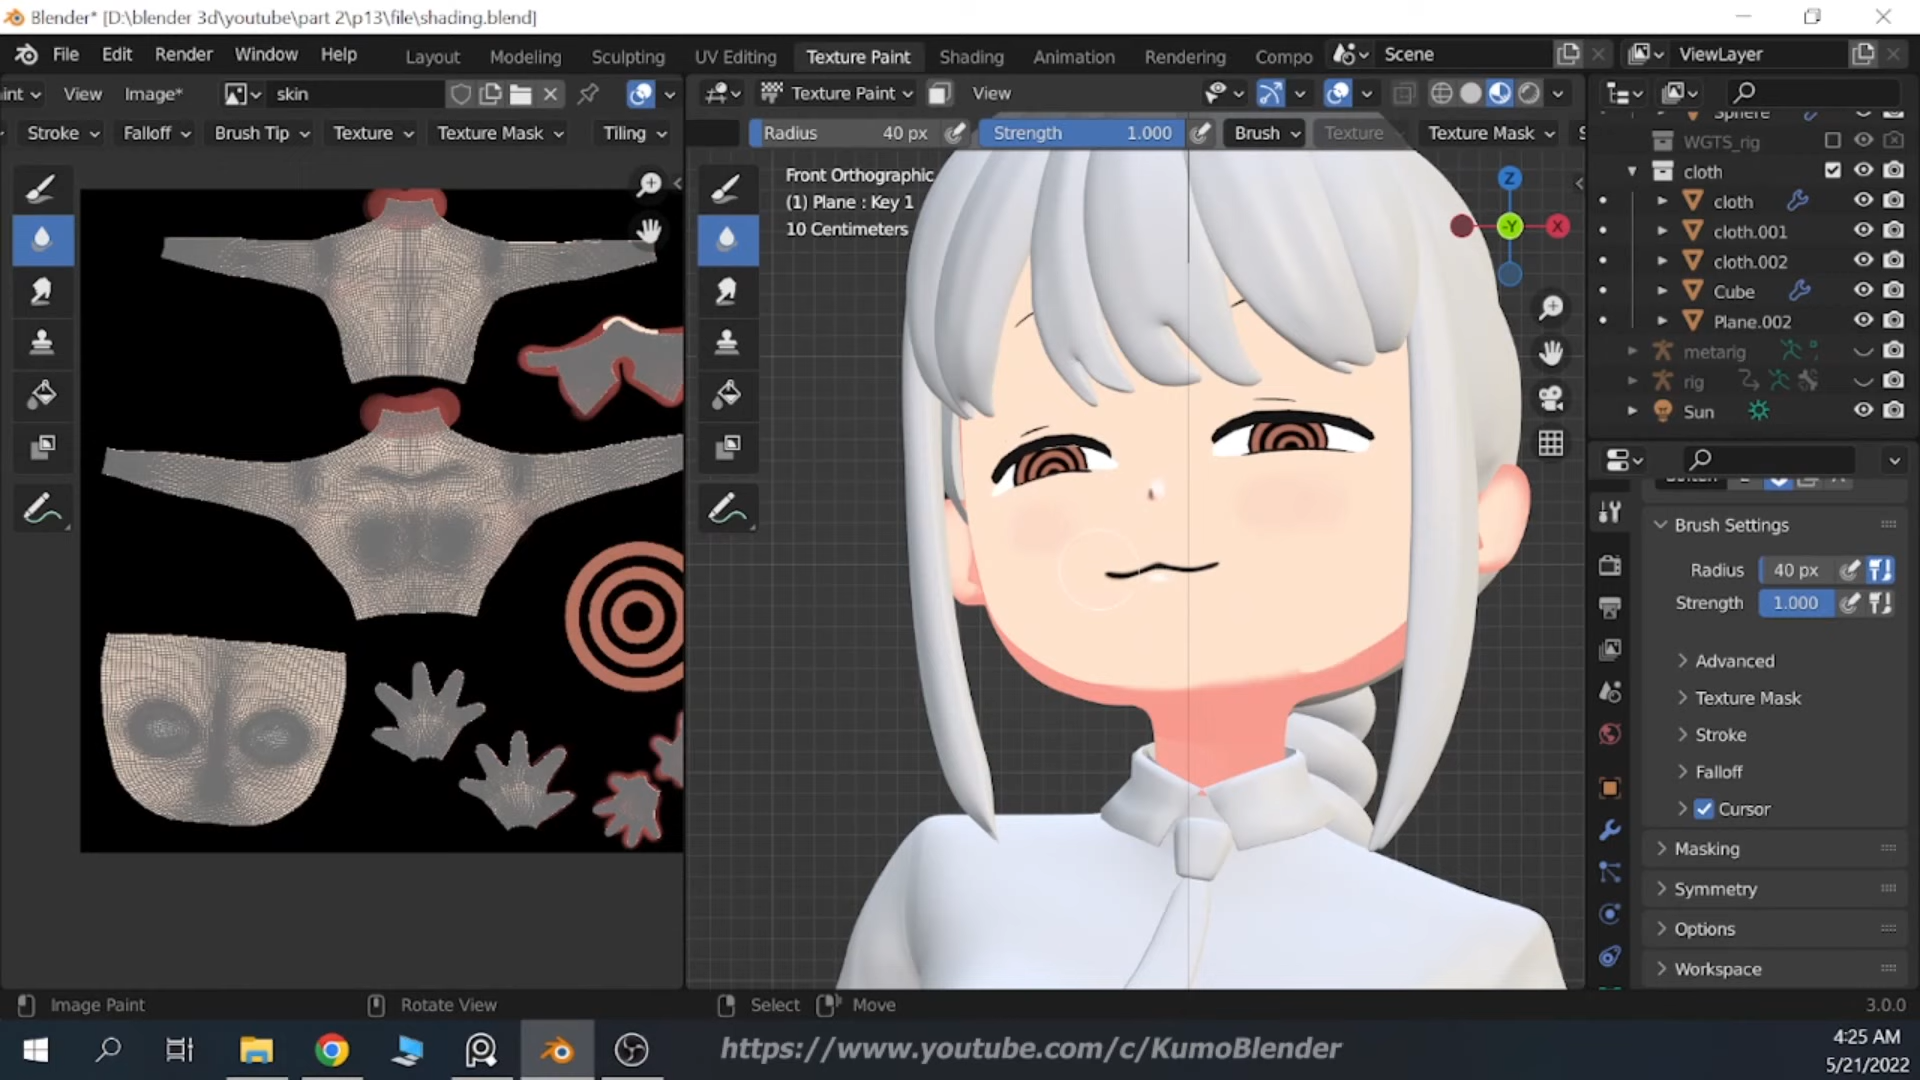 Blender* [D:\blender 3d\youtube\part 2\p13\file\shading.blend]
File Edit Render Window Help Layout Modeling Sculpting UV Editing Texture Paint Shading Animation Rendering Compo Scene ViewLayer
int View Image* skin Texture Paint View
Stroke Falloff Brush Tip Texture Texture Mask Tiling Radius 40 px Strength 1.000 Brush Texture Texture Mask S
Front Orthographic
(1) Plane : Key 1
10 Centimeters
Z
-Y
X
Sphere
WGTS_rig
cloth
cloth
cloth.001
cloth.002
Cube
Plane.002
metarig
rig
Sun
Brush Settings
Radius 40 px
Strength 1.000
Advanced
Texture Mask
Stroke
Falloff
Cursor
Masking
Symmetry
Options
Workspace
Image Paint Rotate View Select Move 3.0.0
https://www.youtube.com/c/KumoBlender
4:25 AM
5/21/2022